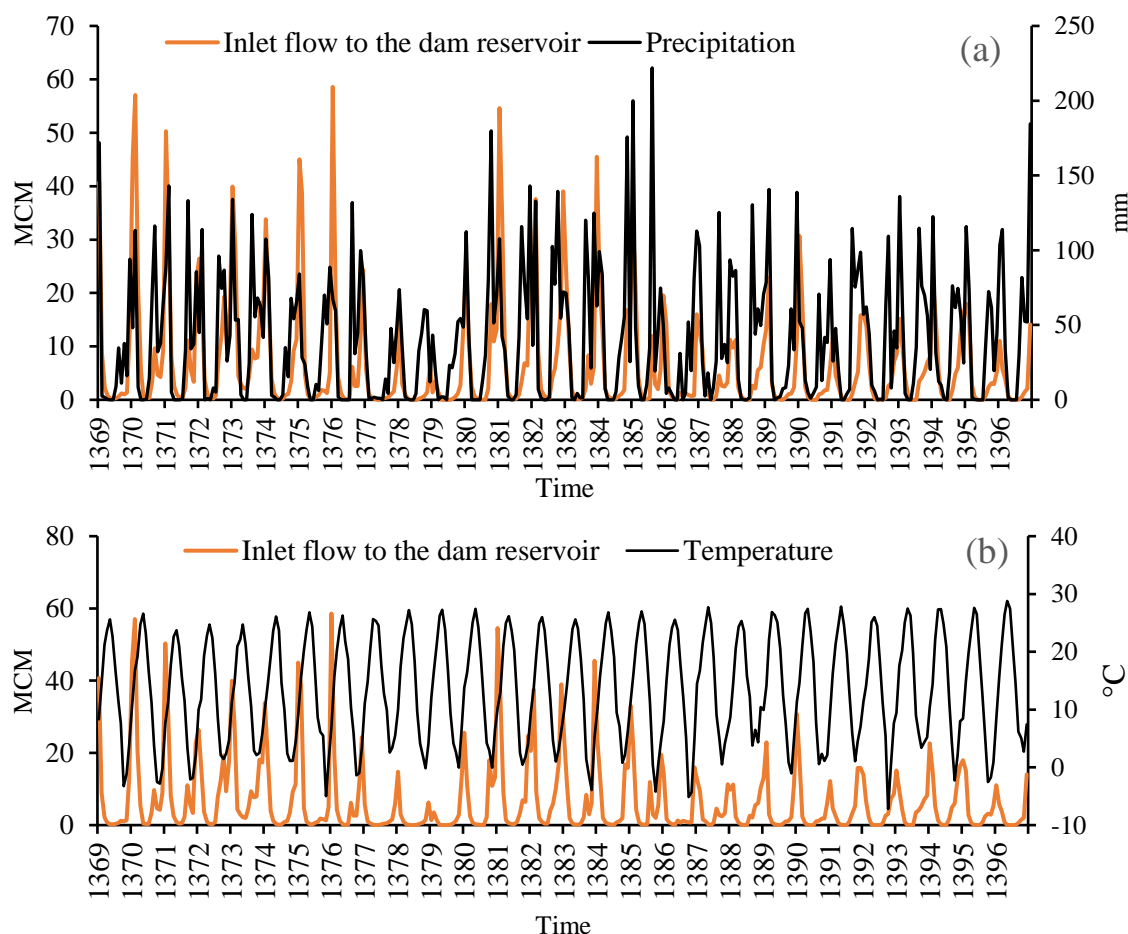 Inlet flow to the dam reservoir Precipitation (a)
70 250
60 200
50 150
40 100
30 50
20 0
10
0
MCM
mm
1369 1370 1371 1372 1373 1374 1375 1376 1377 1378 1379 1380 1381 1382 1383 1384 1385 1386 1387 1388 1389 1390 1391 1392 1393 1394 1395 1396
Time
Inlet flow to the dam reservoir Temperature (b)
80 40
60 30
40 20
20 10
0 0
-10
MCM
°C
1369 1370 1371 1372 1373 1374 1375 1376 1377 1378 1379 1380 1381 1382 1383 1384 1385 1386 1387 1388 1389 1390 1391 1392 1393 1394 1395 1396
Time